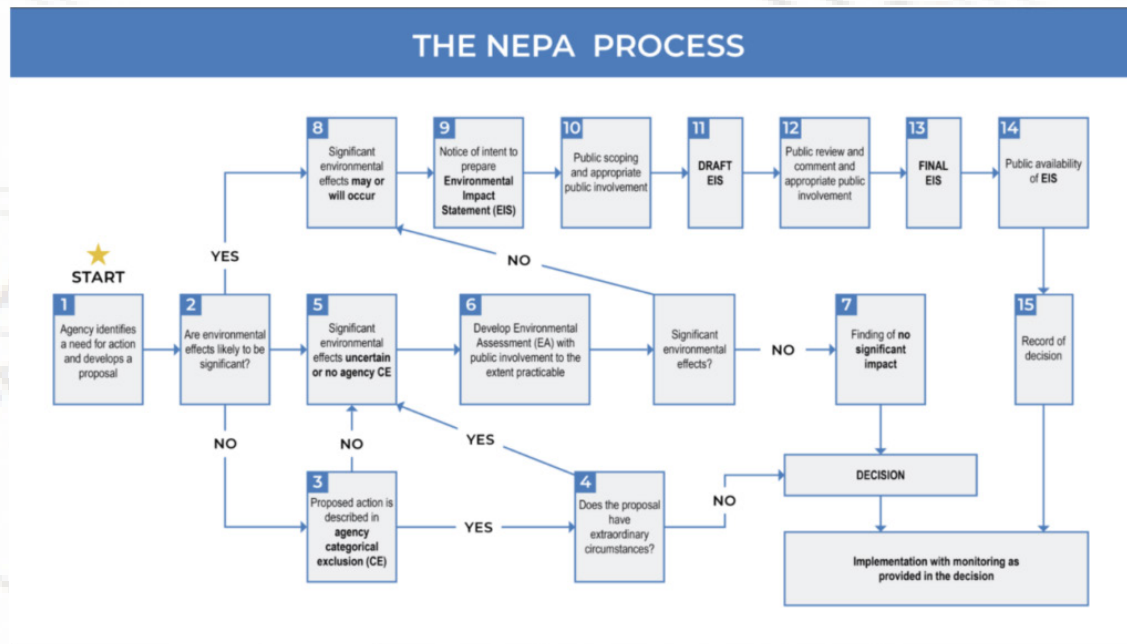 THE NEPA PROCESS
8
Significant
environmental
effects may or
will occur
9
Notice of intent to
prepare
Environmental
Impact
Statement (EIS)
10
Public scoping
and appropriate
public involvement
11
DRAFT
EIS
12
Public review and
comment and
appropriate public
involvement
13
FINAL
EIS
14
Public availability
of EIS
YES
NO
START
1
Agency identifies
a need for action
and develops a
proposal
2
Are environmental
effects likely to be
significant?
5
Significant
environmental
effects uncertain
or no agency CE
6
Develop Environmental
Assessment (EA) with
public involvement to the
extent practicable
Significant
environmental
effects?
NO
7
Finding of no
significant
impact
15
Record of
decision
NO
NO
YES
3
Proposed action is
described in
agency
categorical
exclusion (CE)
YES
4
Does the proposal
have
extraordinary
circumstances?
NO
DECISION
Implementation with monitoring as
provided in the decision